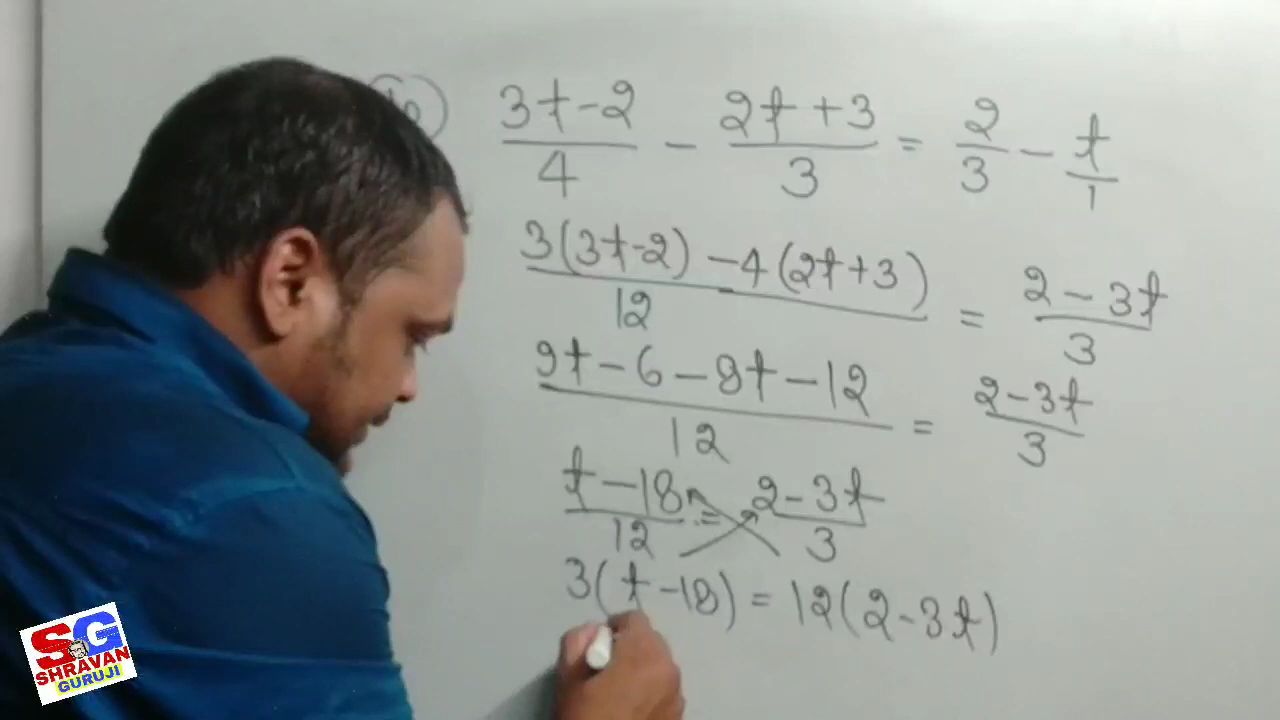 (3t-2)/4 - (2t+3)/3 = 2/3 - t/1
(3(3t-2) -4(2t+3))/12 = (2-3t)/3
(9t-6-8t-12)/12 = (2-3t)/3
(t-18)/12 = (2-3t)/3
3(t-18) = 12(2-3t)
SG
SHRAVAN
GURUJI